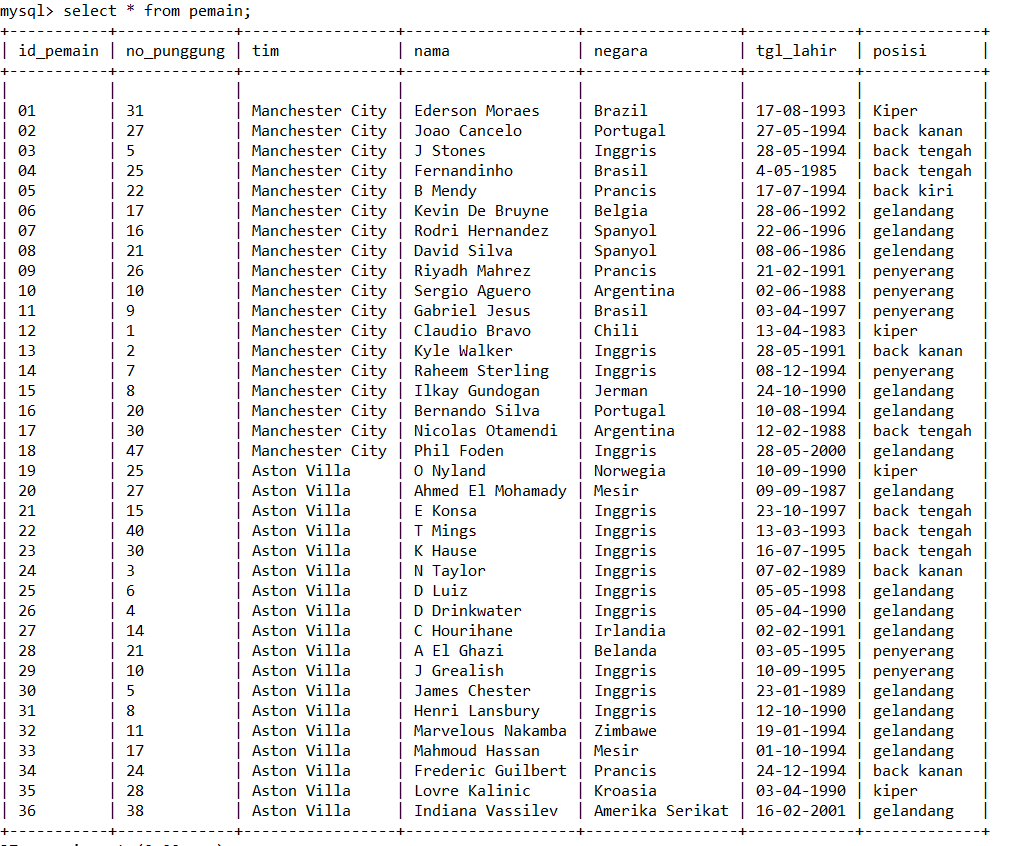 mysql> select * from pemain;
+-----------+-------------+-----------------+-------------------+-----------------+------------+-------------+
| id_pemain | no_punggung | tim             | nama              | negara          | tgl_lahir  | posisi      |
+-----------+-------------+-----------------+-------------------+-----------------+------------+-------------+
|           |             |                 |                   |                 |            |             |
| 01        | 31          | Manchester City | Ederson Moraes    | Brazil          | 17-08-1993 | Kiper       |
| 02        | 27          | Manchester City | Joao Cancelo      | Portugal        | 27-05-1994 | back kanan  |
| 03        | 5           | Manchester City | J Stones          | Inggris         | 28-05-1994 | back tengah |
| 04        | 25          | Manchester City | Fernandinho       | Brasil          | 4-05-1985  | back tengah |
| 05        | 22          | Manchester City | B Mendy           | Prancis         | 17-07-1994 | back kiri   |
| 06        | 17          | Manchester City | Kevin De Bruyne   | Belgia          | 28-06-1992 | gelandang   |
| 07        | 16          | Manchester City | Rodri Hernandez   | Spanyol         | 22-06-1996 | gelandang   |
| 08        | 21          | Manchester City | David Silva       | Spanyol         | 08-06-1986 | gelendang   |
| 09        | 26          | Manchester City | Riyadh Mahrez     | Prancis         | 21-02-1991 | penyerang   |
| 10        | 10          | Manchester City | Sergio Aguero     | Argentina       | 02-06-1988 | penyerang   |
| 11        | 9           | Manchester City | Gabriel Jesus     | Brasil          | 03-04-1997 | penyerang   |
| 12        | 1           | Manchester City | Claudio Bravo     | Chili           | 13-04-1983 | kiper       |
| 13        | 2           | Manchester City | Kyle Walker       | Inggris         | 28-05-1991 | back kanan  |
| 14        | 7           | Manchester City | Raheem Sterling   | Inggris         | 08-12-1994 | penyerang   |
| 15        | 8           | Manchester City | Ilkay Gundogan    | Jerman          | 24-10-1990 | gelandang   |
| 16        | 20          | Manchester City | Bernando Silva    | Portugal        | 10-08-1994 | gelandang   |
| 17        | 30          | Manchester City | Nicolas Otamendi  | Argentina       | 12-02-1988 | back tengah |
| 18        | 47          | Manchester City | Phil Foden        | Inggris         | 28-05-2000 | gelandang   |
| 19        | 25          | Aston Villa     | O Nyland          | Norwegia        | 10-09-1990 | kiper       |
| 20        | 27          | Aston Villa     | Ahmed El Mohamady | Mesir           | 09-09-1987 | gelandang   |
| 21        | 15          | Aston Villa     | E Konsa           | Inggris         | 23-10-1997 | back tengah |
| 22        | 40          | Aston Villa     | T Mings           | Inggris         | 13-03-1993 | back tengah |
| 23        | 30          | Aston Villa     | K Hause           | Inggris         | 16-07-1995 | back tengah |
| 24        | 3           | Aston Villa     | N Taylor          | Inggris         | 07-02-1989 | back kanan  |
| 25        | 6           | Aston Villa     | D Luiz            | Inggris         | 05-05-1998 | gelandang   |
| 26        | 4           | Aston Villa     | D Drinkwater      | Inggris         | 05-04-1990 | gelandang   |
| 27        | 14          | Aston Villa     | C Hourihane       | Irlandia        | 02-02-1991 | gelandang   |
| 28        | 21          | Aston Villa     | A El Ghazi        | Belanda         | 03-05-1995 | penyerang   |
| 29        | 10          | Aston Villa     | J Grealish        | Inggris         | 10-09-1995 | penyerang   |
| 30        | 5           | Aston Villa     | James Chester     | Inggris         | 23-01-1989 | gelandang   |
| 31        | 8           | Aston Villa     | Henri Lansbury    | Inggris         | 12-10-1990 | gelandang   |
| 32        | 11          | Aston Villa     | Marvelous Nakamba | Zimbawe         | 19-01-1994 | gelandang   |
| 33        | 17          | Aston Villa     | Mahmoud Hassan    | Mesir           | 01-10-1994 | gelandang   |
| 34        | 24          | Aston Villa     | Frederic Guilbert | Prancis         | 24-12-1994 | back kanan  |
| 35        | 28          | Aston Villa     | Lovre Kalinic     | Kroasia         | 03-04-1990 | kiper       |
| 36        | 38          | Aston Villa     | Indiana Vassilev  | Amerika Serikat | 16-02-2001 | gelandang   |
+-----------+-------------+-----------------+-------------------+-----------------+------------+-------------+